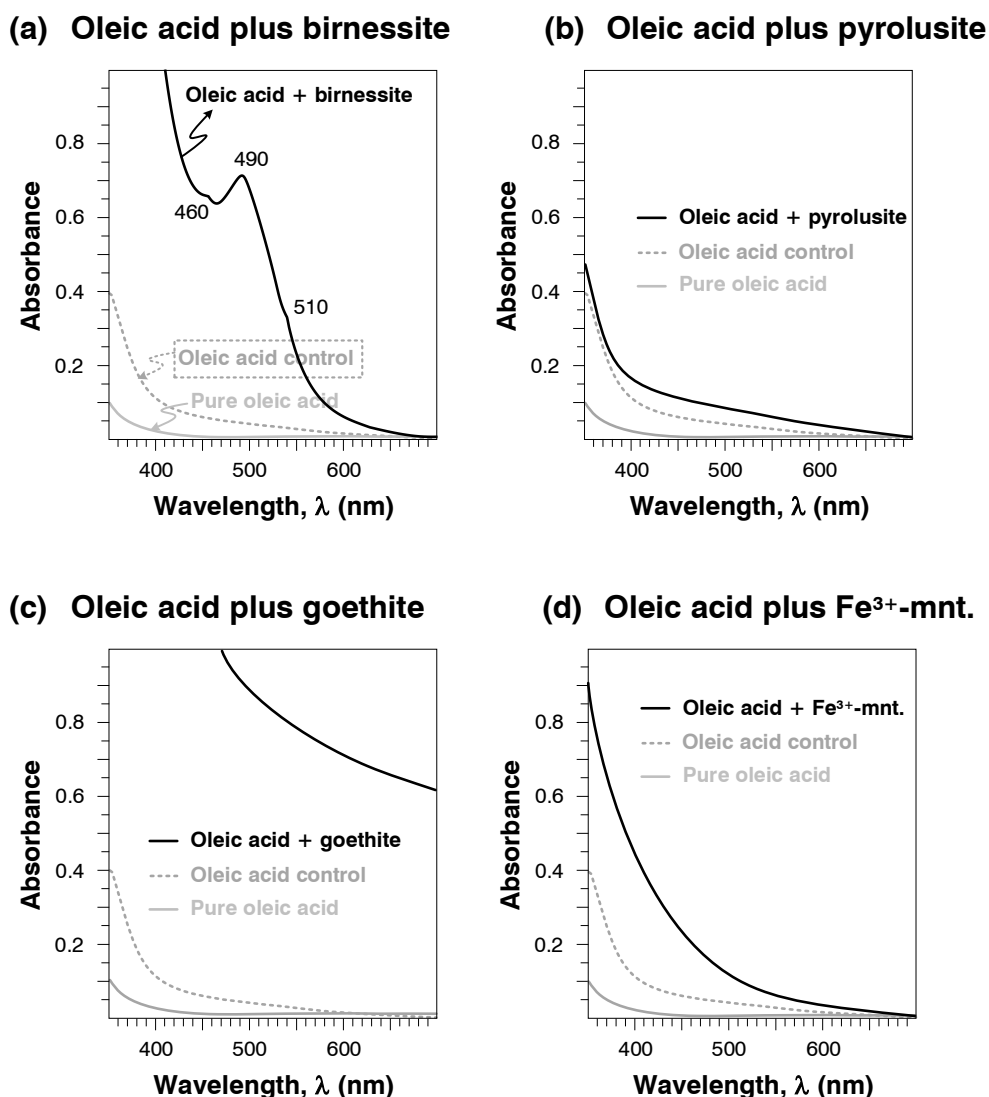 (a) Oleic acid plus birnessite
Absorbance
0.8
0.6
0.4
0.2
Oleic acid + birnessite
490
460
510
Oleic acid control
Pure oleic acid
400 500 600
Wavelength, λ (nm)
(b) Oleic acid plus pyrolusite
Absorbance
0.8
0.6
0.4
0.2
Oleic acid + pyrolusite
Oleic acid control
Pure oleic acid
400 500 600
Wavelength, λ (nm)
(c) Oleic acid plus goethite
Absorbance
0.8
0.6
0.4
0.2
Oleic acid + goethite
Oleic acid control
Pure oleic acid
400 500 600
Wavelength, λ (nm)
(d) Oleic acid plus Fe³⁺-mnt.
Absorbance
0.8
0.6
0.4
0.2
Oleic acid + Fe³⁺-mnt.
Oleic acid control
Pure oleic acid
400 500 600
Wavelength, λ (nm)